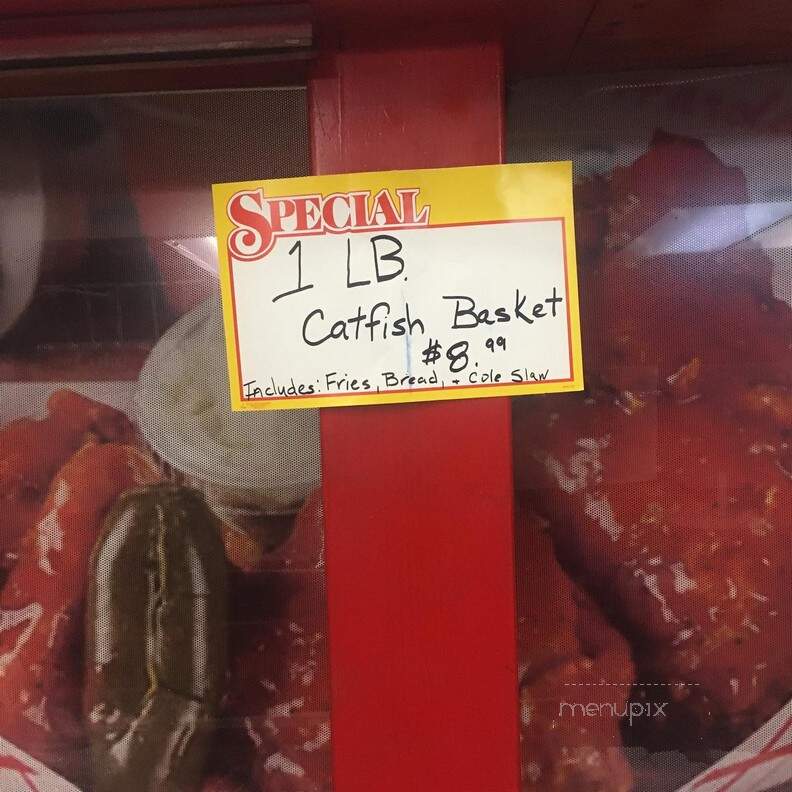 SPECIAL
1 LB.
Catfish Basket
$8.99
Includes: Fries, Bread, + Cole Slaw
menupix